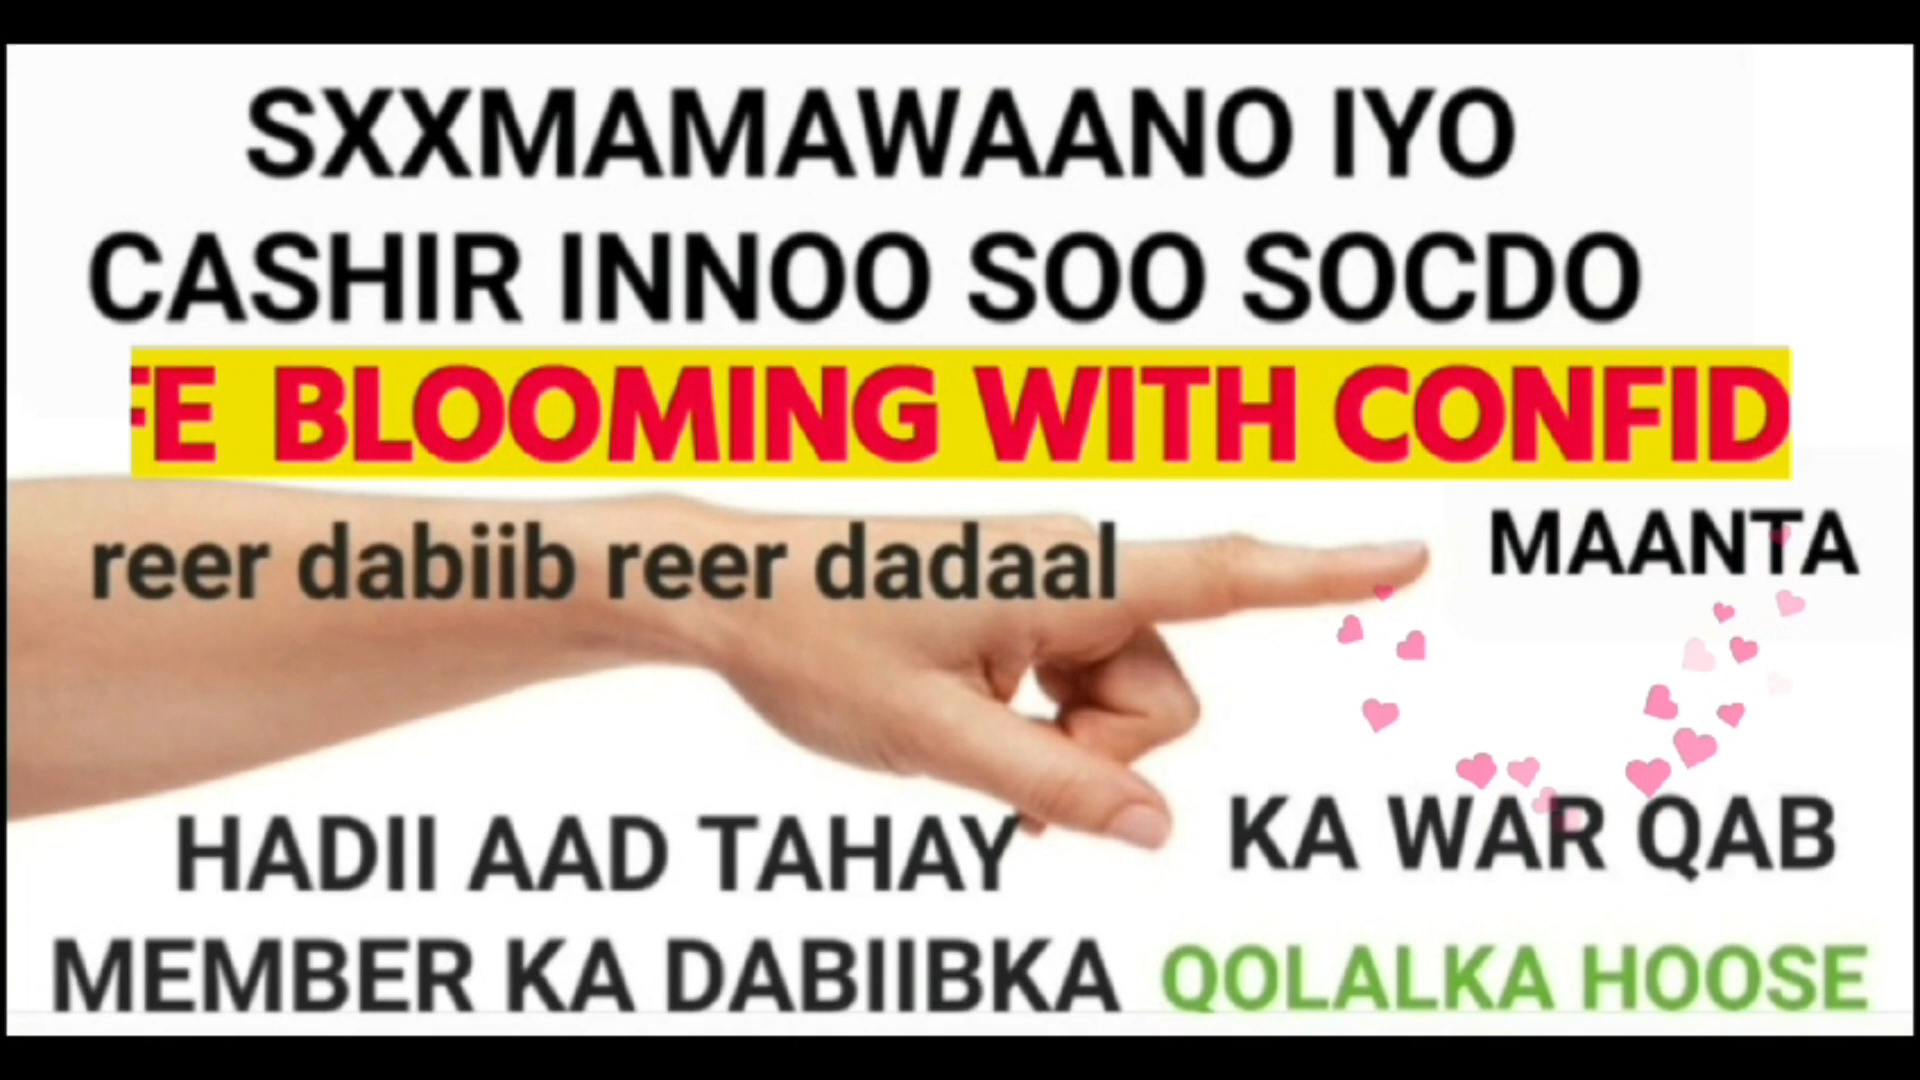 SXXMAMAWAANO IYO
CASHIR INNOO SOO SOCDO
FE BLOOMING WITH CONFID
reer dabiib reer dadaal
MAANTA
HADII AAD TAHAY
KA WAR QAB
MEMBER KA DABIIBKA
QOLALKA HOOSE